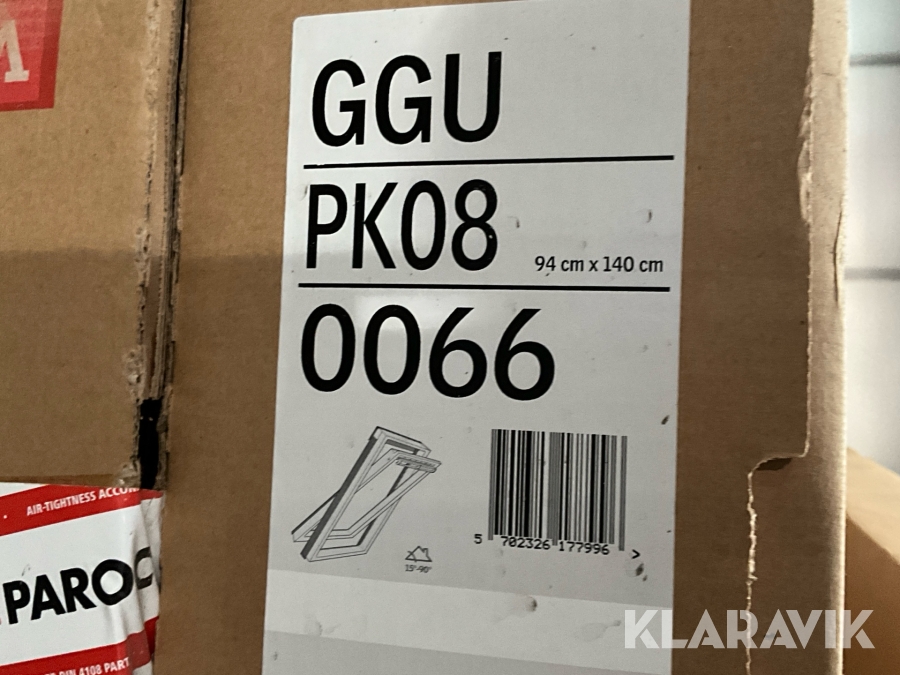 GGU
PK08
94 cm x 140 cm
0066
15°-90°
5 702326 177996 >
AIR-TIGHTNESS
PAROC
DIN 4108 PART
KLARAVIK